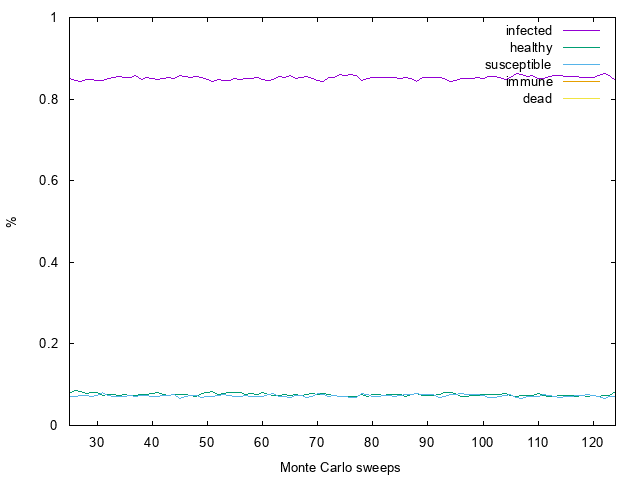 1
0.8
0.6
0.4
0.2
0
%
infected
healthy
susceptible
immune
dead
30 40 50 60 70 80 90 100 110 120
Monte Carlo sweeps